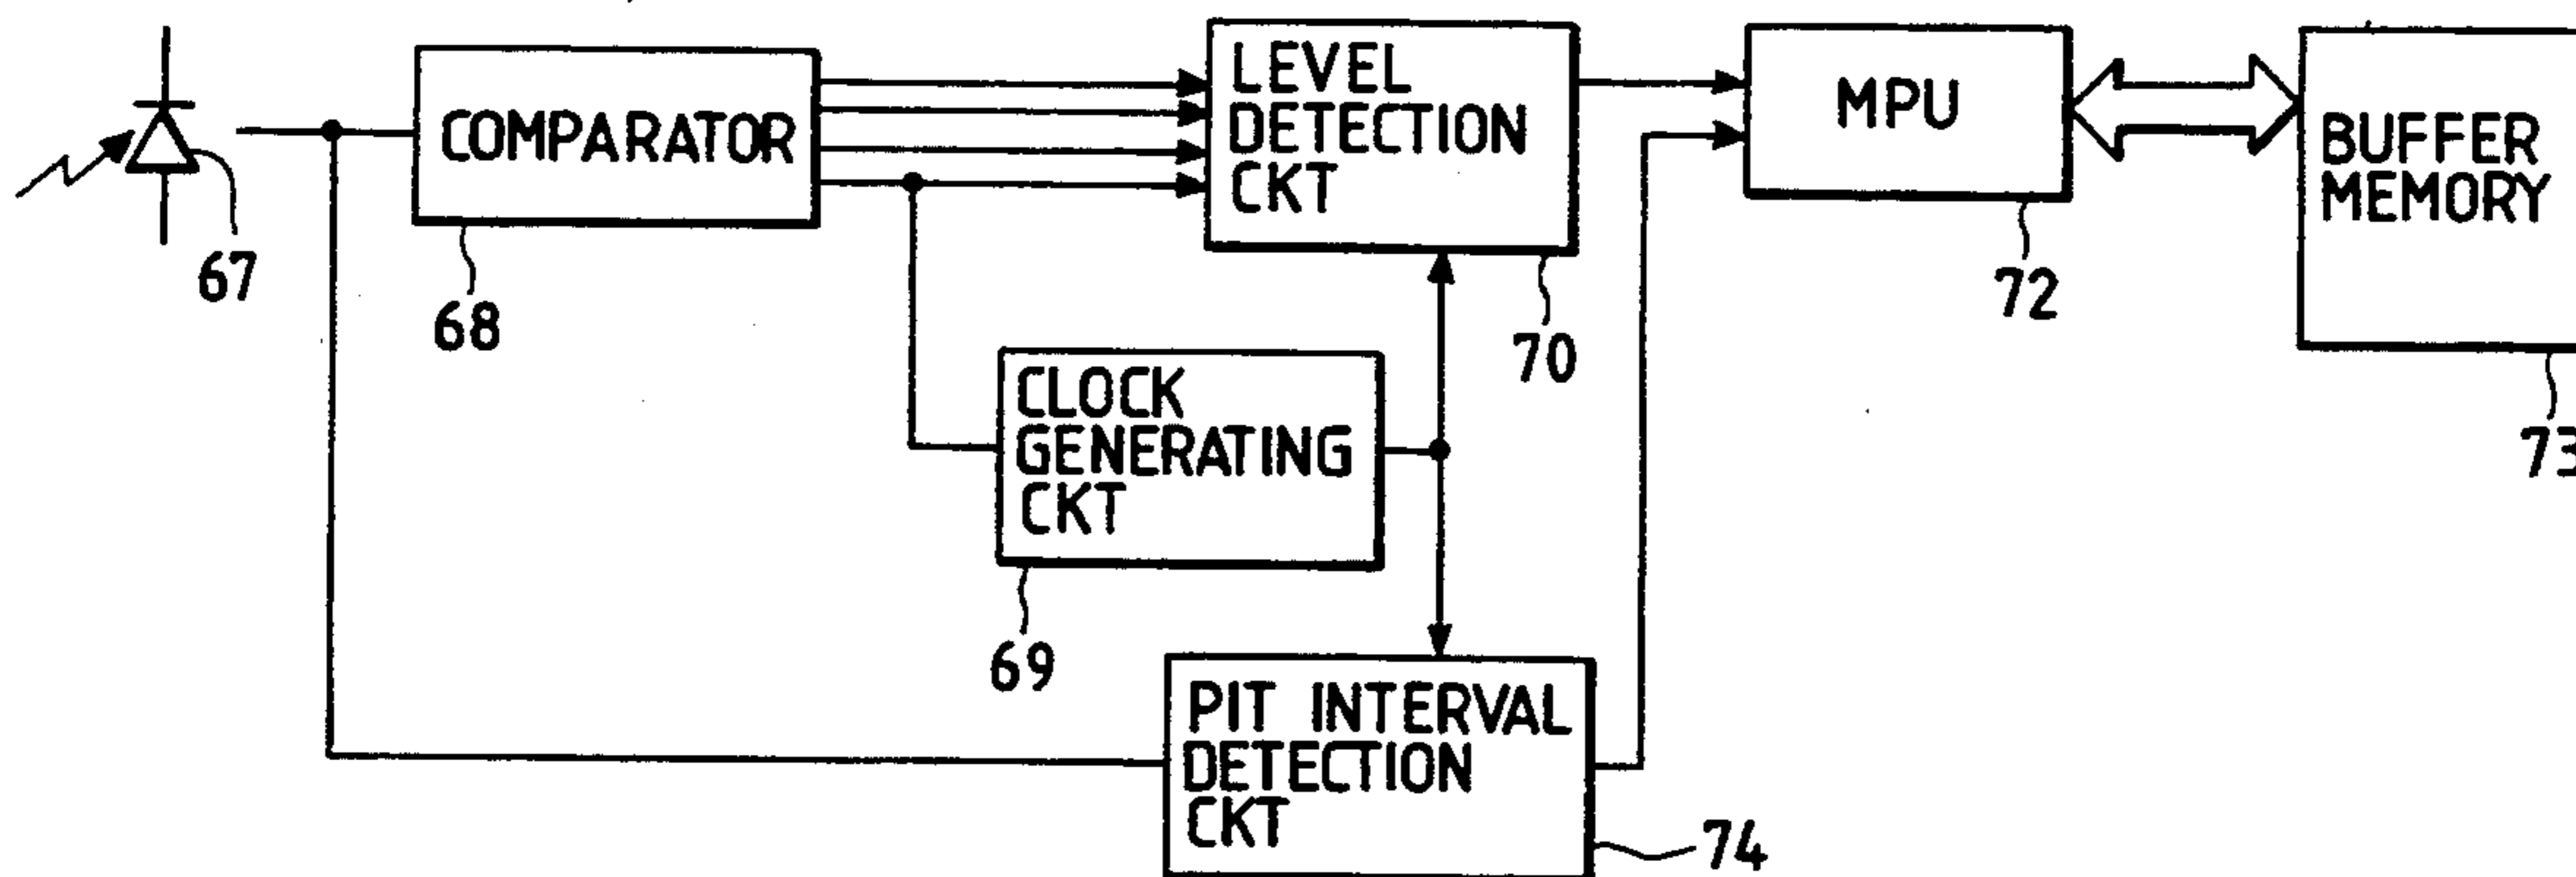 COMPARATOR
LEVEL
DETECTION
CKT
MPU
BUFFER
MEMORY
67
68
70
72
73
CLOCK
GENERATING
CKT
69
PIT INTERVAL
DETECTION
CKT
74